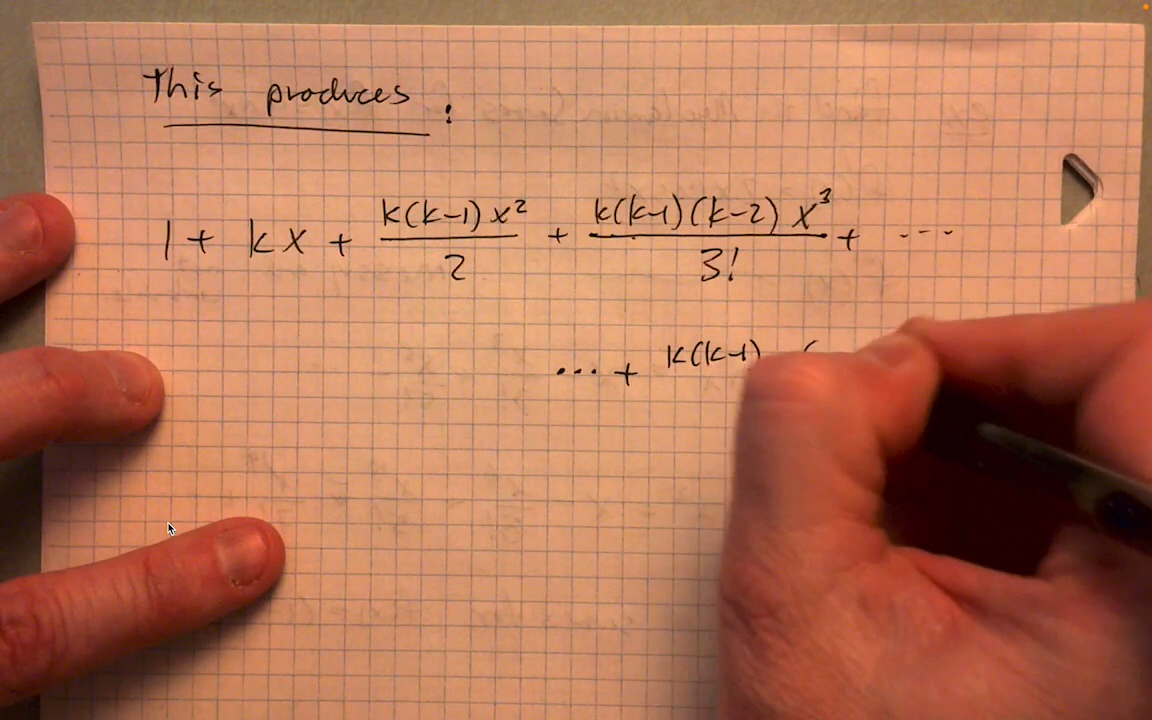 This produces:
1 + kx + k(k-1)x²/2 + k(k-1)(k-2)x³/3! + ...
... + k(k-1) (